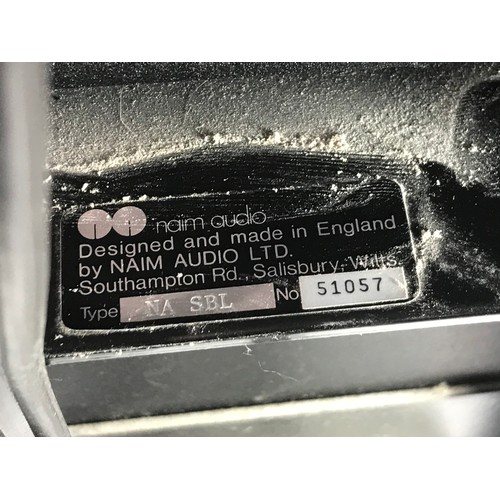 naim audio
Designed and made in England
by NAIM AUDIO LTD.
Southampton Rd., Salisbury, Wilts
Type NA SBL No 51057